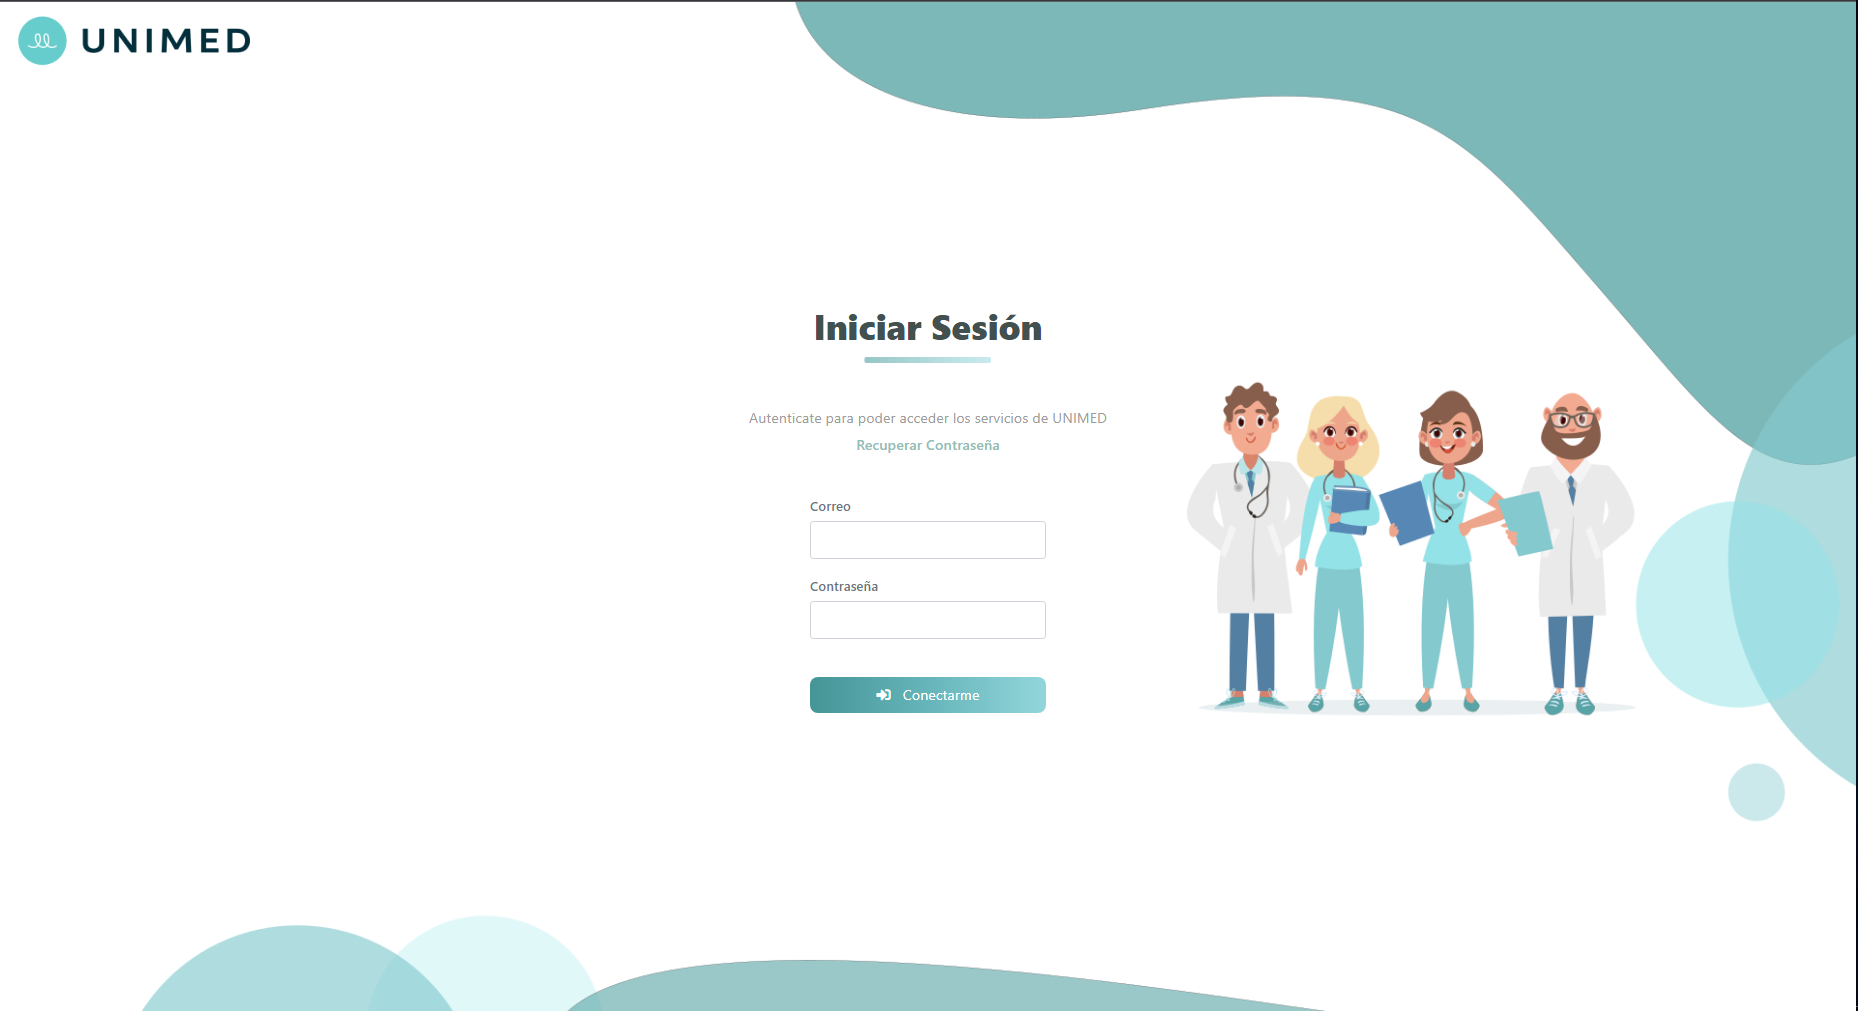 UNIMED
Iniciar Sesión
Autenticate para poder acceder los servicios de UNIMED
Recuperar Contraseña
Correo
Contraseña
Conectarme